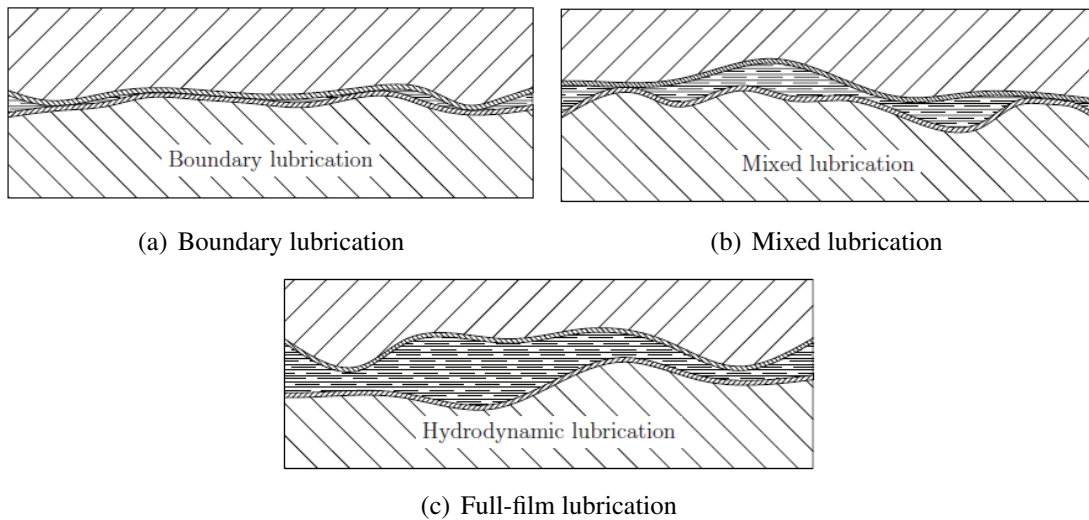 Boundary lubrication
Mixed lubrication
(a) Boundary lubrication
(b) Mixed lubrication
Hydrodynamic lubrication
(c) Full-film lubrication